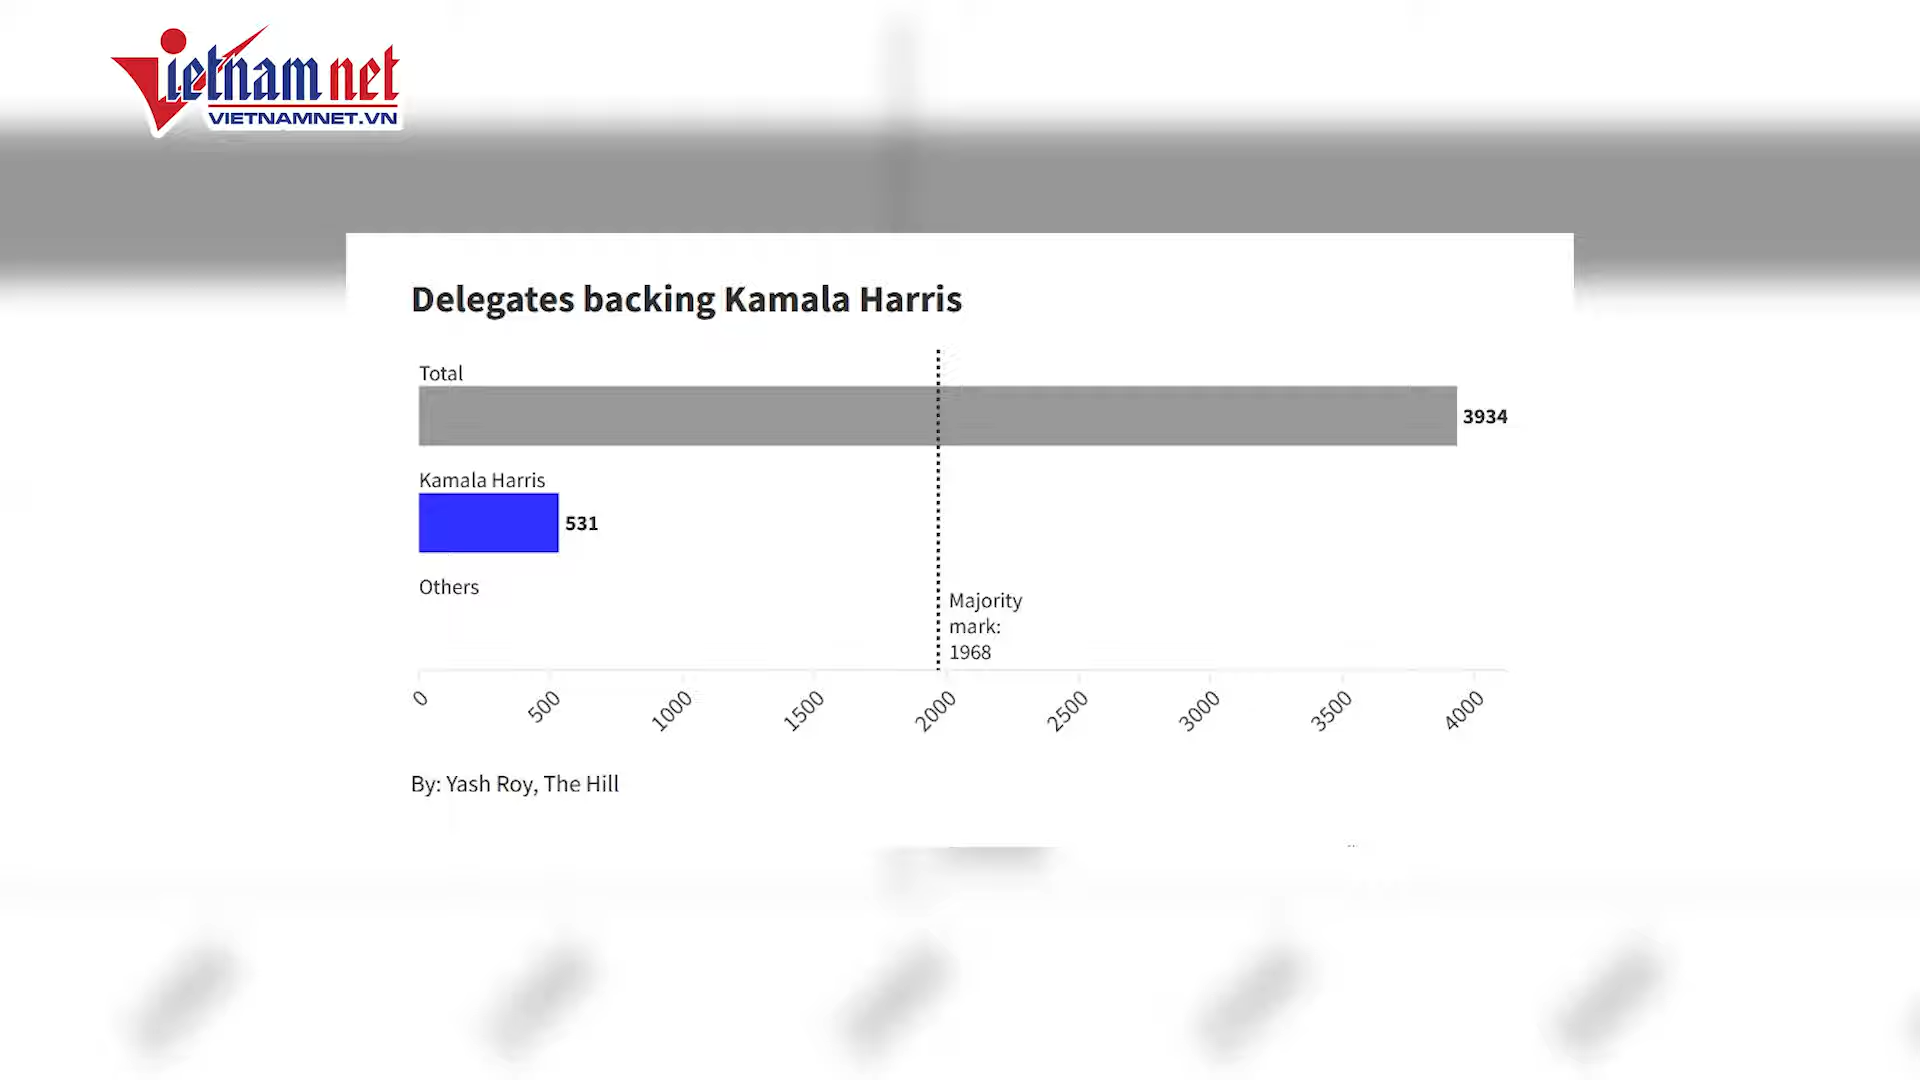 Vietnamnet
VIETNAMNET.VN
Delegates backing Kamala Harris
Total
3934
Kamala Harris
531
Others
Majority
mark:
1968
0 500 1000 1500 2000 2500 3000 3500 4000
By: Yash Roy, The Hill